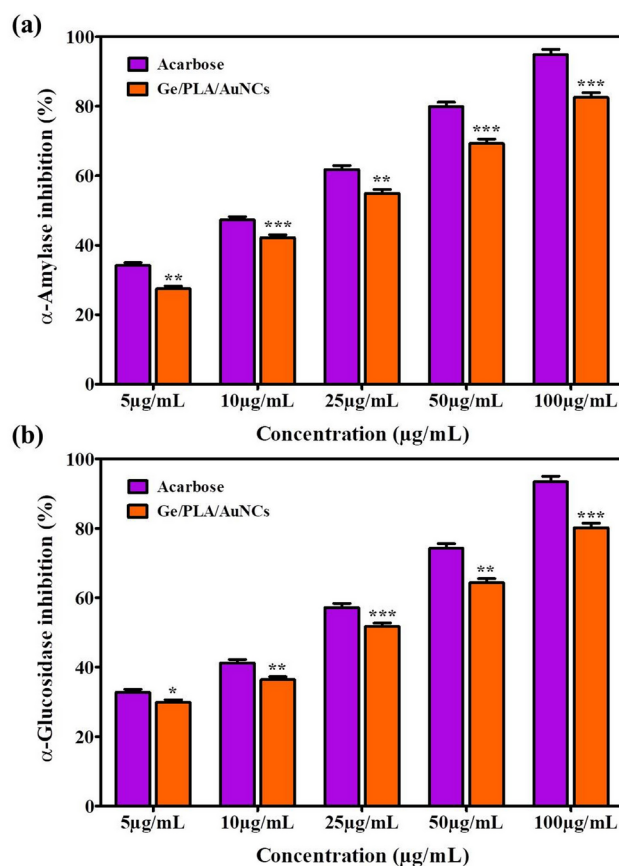 (a)
100
80
60
40
20
0
α-Amylase inhibition (%)
Acarbose
Ge/PLA/AuNCs
**
***
**
***
***
5µg/mL 10µg/mL 25µg/mL 50µg/mL 100µg/mL
Concentration (µg/mL)
(b)
100
80
60
40
20
0
α-Glucosidase inhibition (%)
Acarbose
Ge/PLA/AuNCs
*
**
***
**
***
5µg/mL 10µg/mL 25µg/mL 50µg/mL 100µg/mL
Concentration (µg/mL)